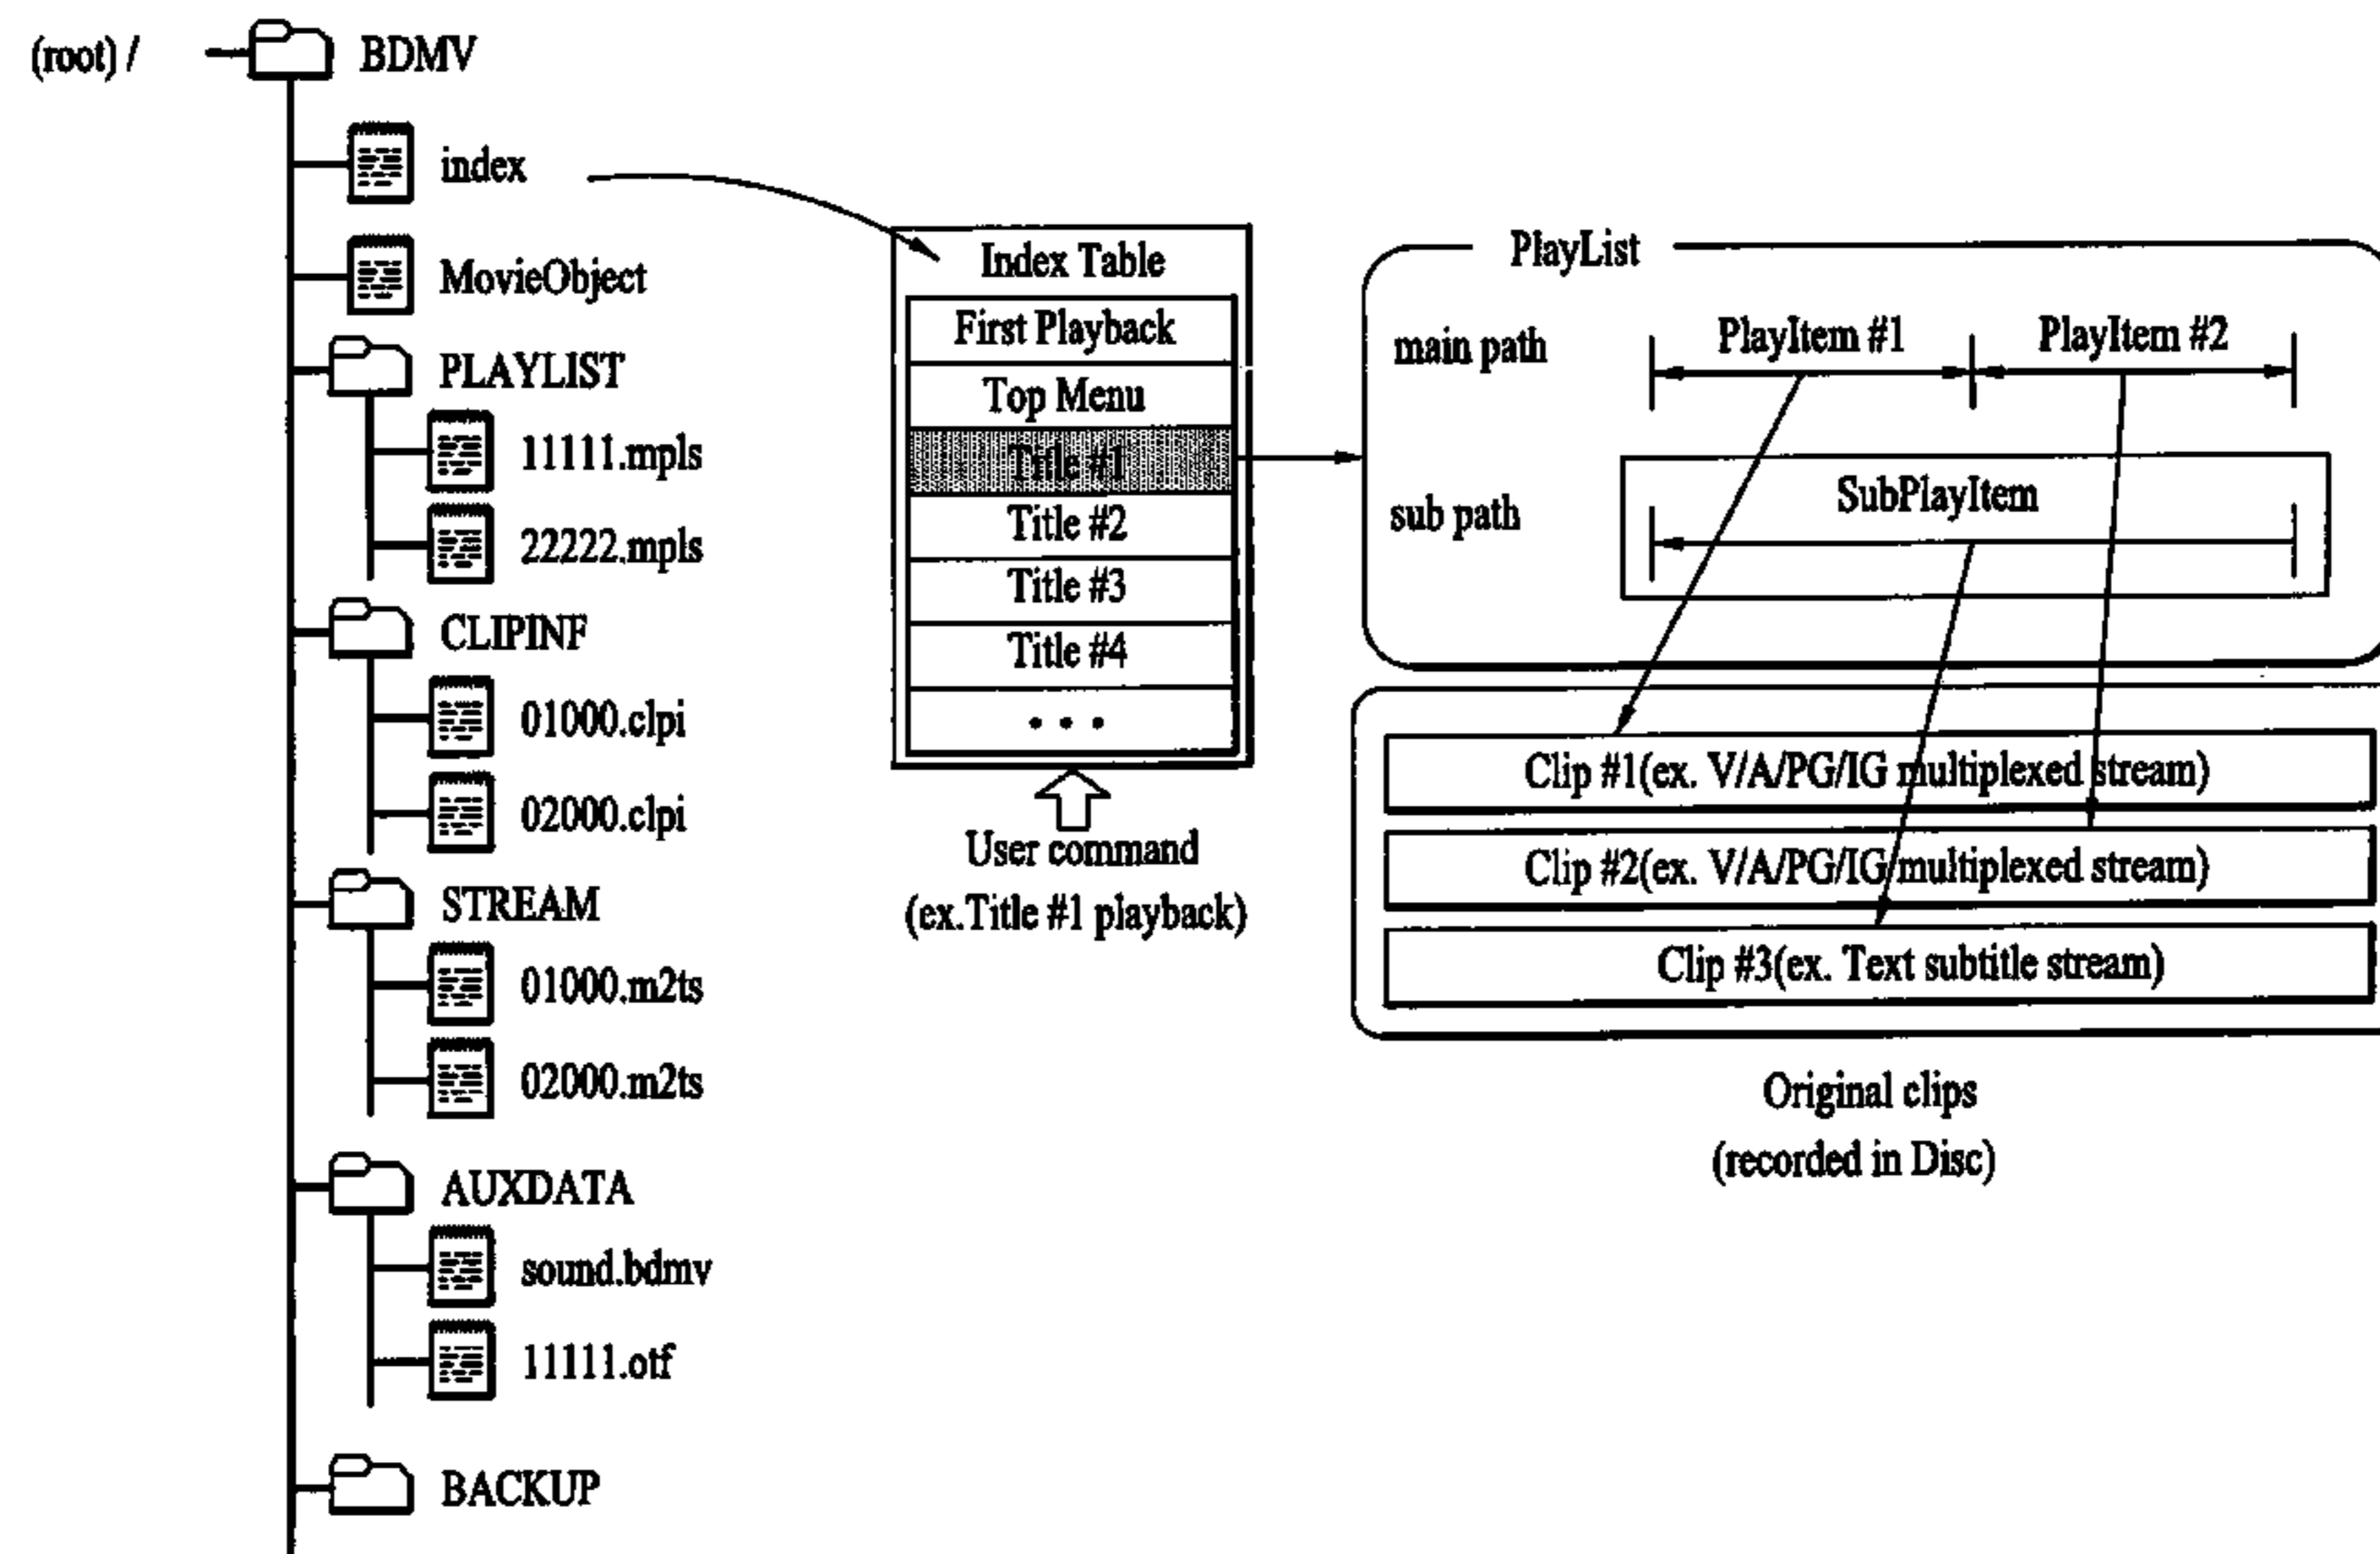 (root) /
BDMV
index
MovieObject
PLAYLIST
11111.mpls
22222.mpls
CLIPINF
01000.clpi
02000.clpi
STREAM
01000.m2ts
02000.m2ts
AUXDATA
sound.bdmv
11111.otf
BACKUP
Index Table
First Playback
Top Menu
Title #1
Title #2
Title #3
Title #4
• • •
User command
(ex.Title #1 playback)
PlayList
main path
PlayItem #1
PlayItem #2
sub path
SubPlayItem
Clip #1(ex. V/A/PG/IG multiplexed stream)
Clip #2(ex. V/A/PG/IG multiplexed stream)
Clip #3(ex. Text subtitle stream)
Original clips
(recorded in Disc)